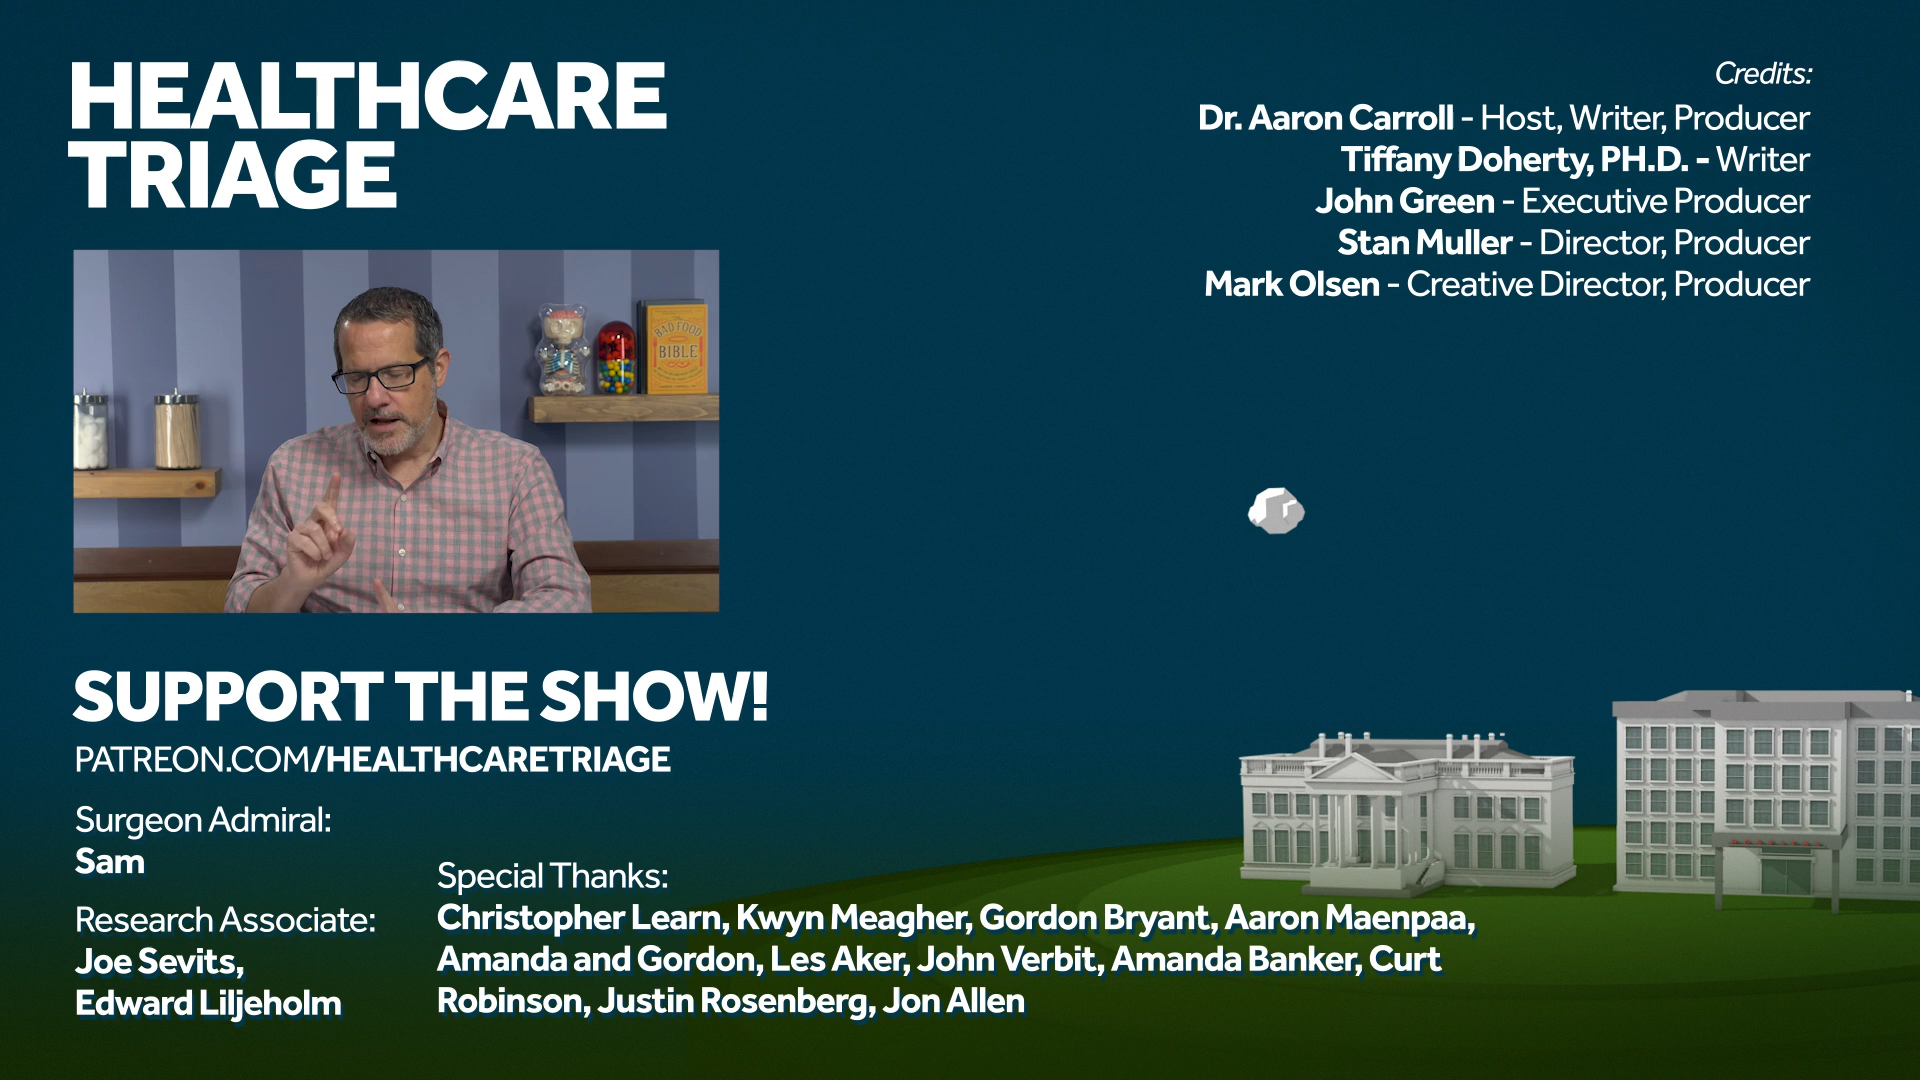 HEALTHCARE
TRIAGE
Credits:
Dr. Aaron Carroll - Host, Writer, Producer
Tiffany Doherty, PH.D. - Writer
John Green - Executive Producer
Stan Muller - Director, Producer
Mark Olsen - Creative Director, Producer
BAD FOOD
BIBLE
SUPPORT THE SHOW!
PATREON.COM/HEALTHCARETRIAGE
Surgeon Admiral:
Sam
Research Associate:
Joe Sevits,
Edward Liljeholm
Special Thanks:
Christopher Learn, Kwyn Meagher, Gordon Bryant, Aaron Maenpaa,
Amanda and Gordon, Les Aker, John Verbit, Amanda Banker, Curt
Robinson, Justin Rosenberg, Jon Allen